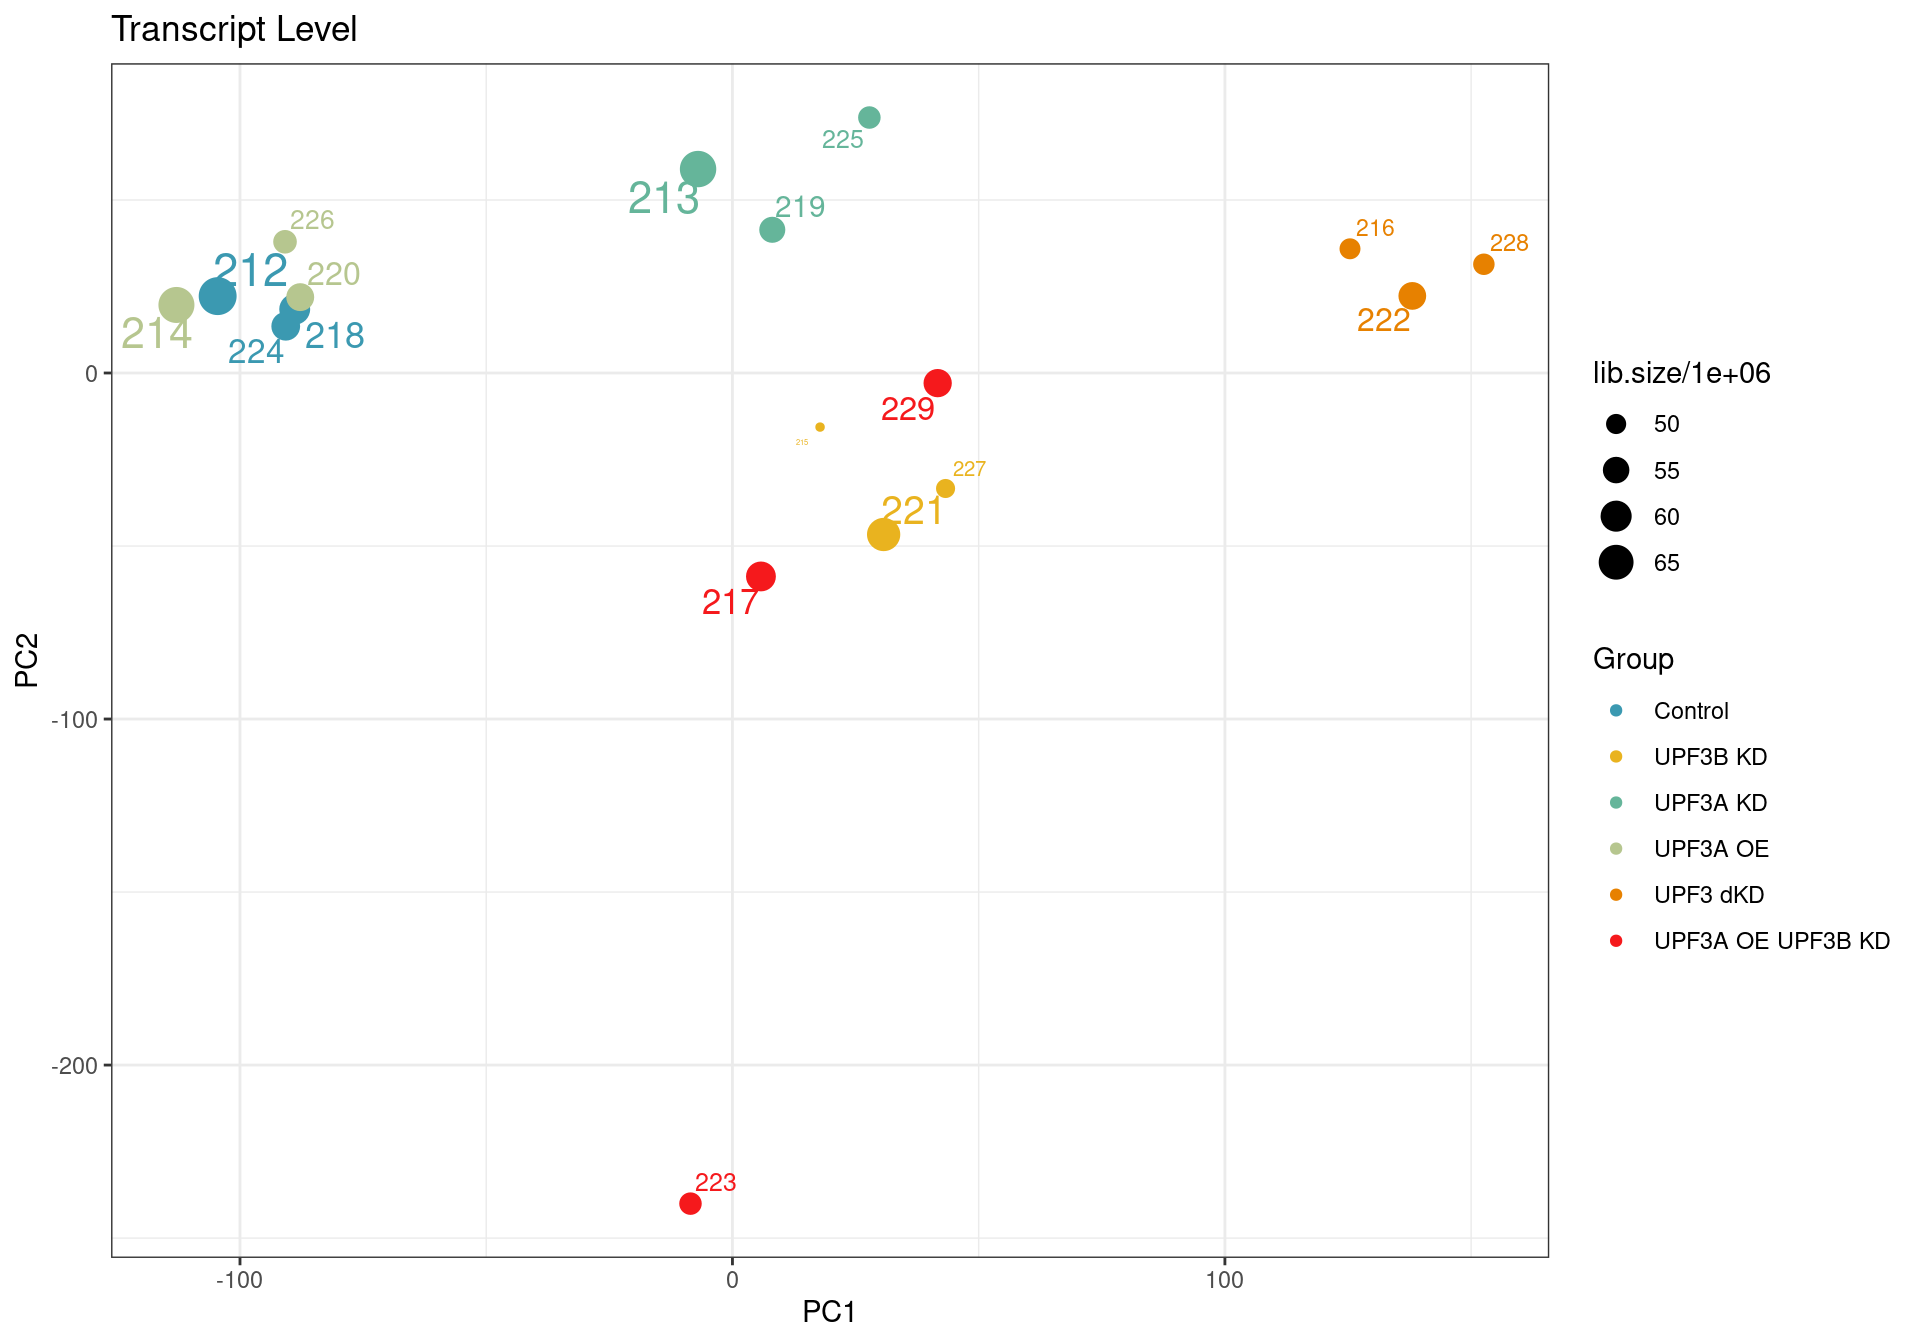 Transcript Level
225
213
219
226
212
220
214
218
224
216
228
222
229
215
227
221
217
223
0
-100
-200
-100
0
100
PC1
PC2
lib.size/1e+06
50
55
60
65
Group
Control
UPF3B KD
UPF3A KD
UPF3A OE
UPF3 dKD
UPF3A OE UPF3B KD